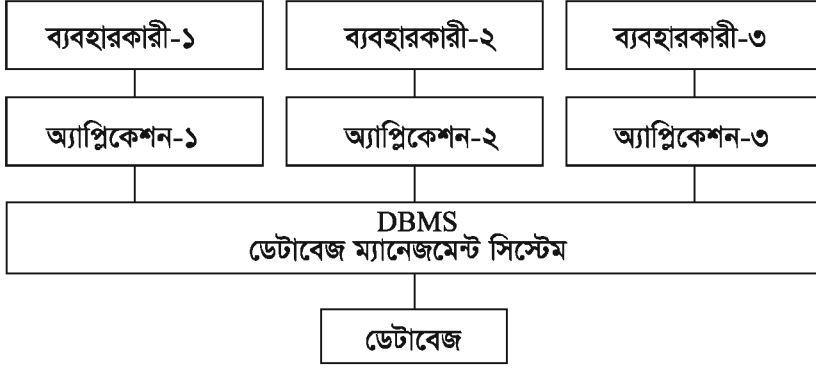 ব্যবহারকারী-১ ব্যবহারকারী-২ ব্যবহারকারী-৩
অ্যাপ্লিকেশন-১ অ্যাপ্লিকেশন-২ অ্যাপ্লিকেশন-৩
DBMS
ডেটাবেজ ম্যানেজমেন্ট সিস্টেম
ডেটাবেজ